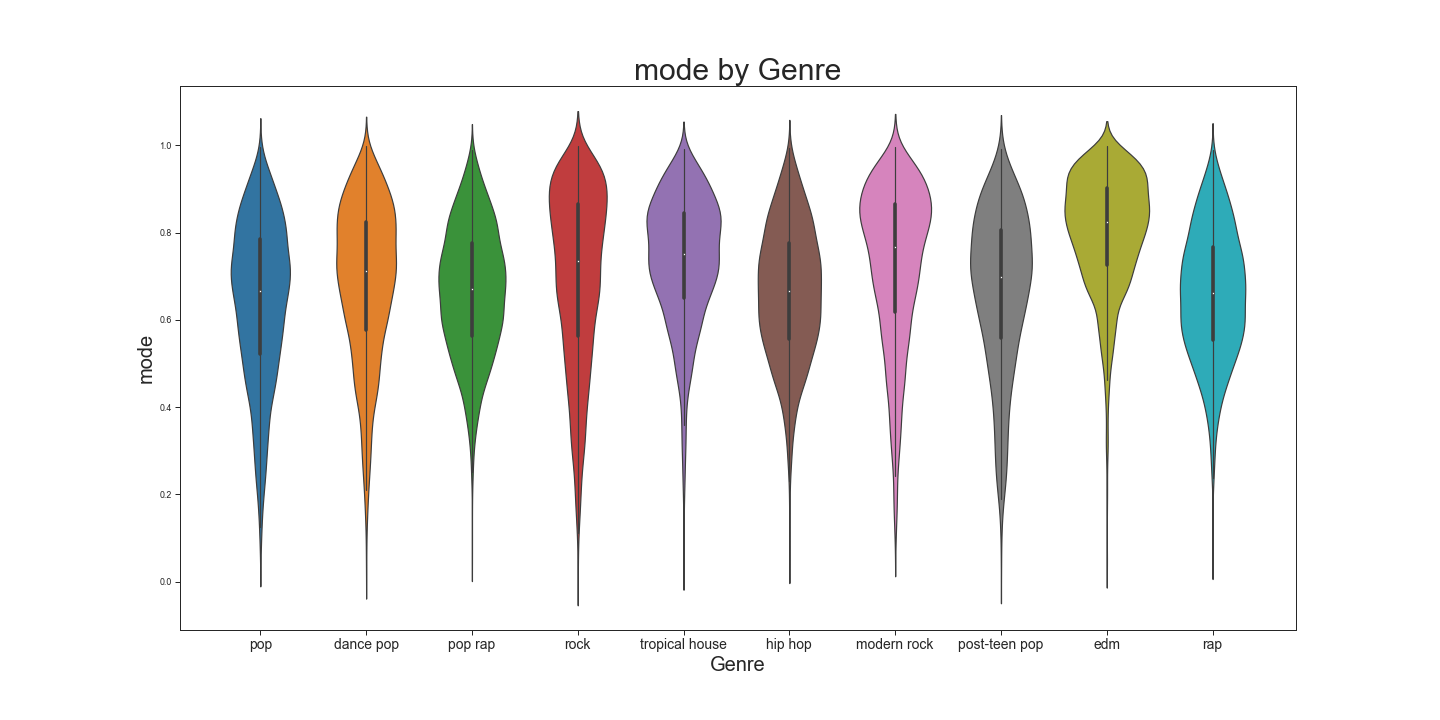 mode by Genre
mode
1.0
0.8
0.6
0.4
0.2
0.0
pop dance pop pop rap rock tropical house hip hop modern rock post-teen pop edm rap
Genre